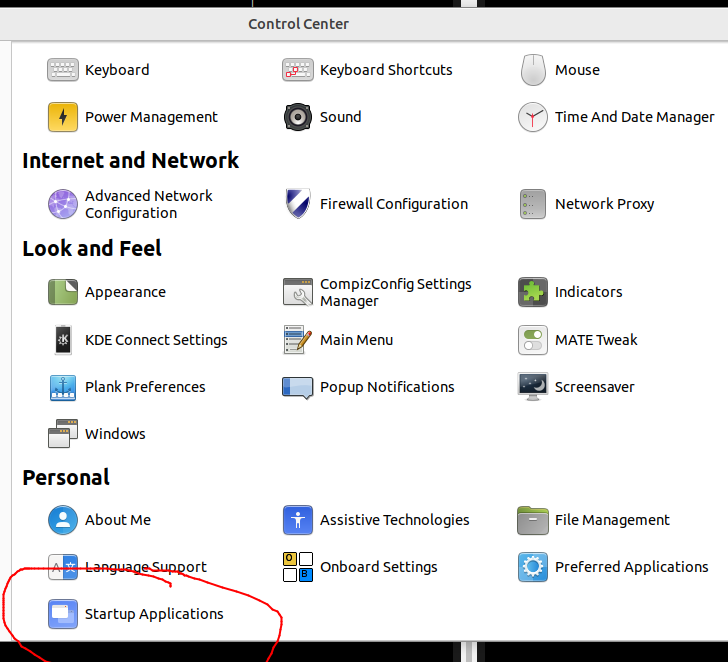 Control Center
Keyboard
Keyboard Shortcuts
Mouse
Power Management
Sound
Time And Date Manager
Internet and Network
Advanced Network
Configuration
Firewall Configuration
Network Proxy
Look and Feel
Appearance
CompizConfig Settings
Manager
Indicators
KDE Connect Settings
Main Menu
MATE Tweak
Plank Preferences
Popup Notifications
Screensaver
Windows
Personal
About Me
Assistive Technologies
File Management
Language Support
Onboard Settings
Preferred Applications
Startup Applications